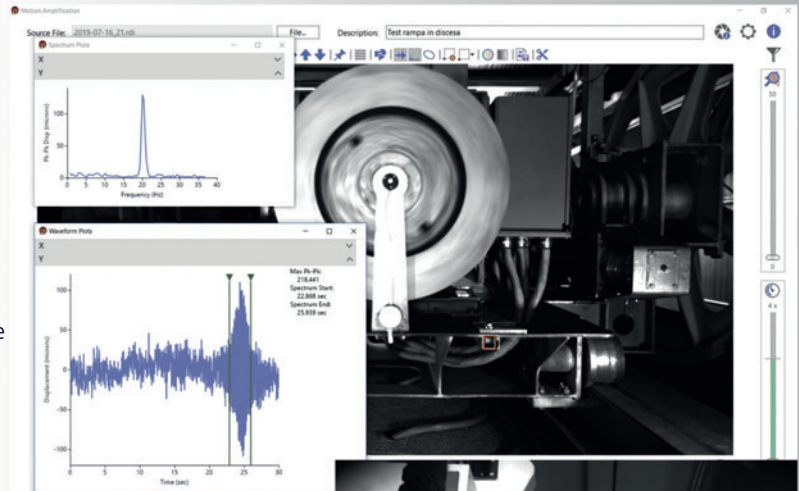 Motion Amplification
Source File: 2019-07-16_21.rdi File... Description: Test rampa in discesa
Spectrum Plots
X
Y
Pk-Pk Disp (microns)
100
50
0
0 5 10 15 20 25 30 35 40
Frequency (Hz)
Waveform Plots
X
Y
Max Pk-Pk:
218.441
Spectrum Start:
22.868 sec
Spectrum End:
25.939 sec
Displacement (microns)
100
50
0
-50
-100
0 5 10 15 20 25 30
Time (sec)
50
0
4 x
e